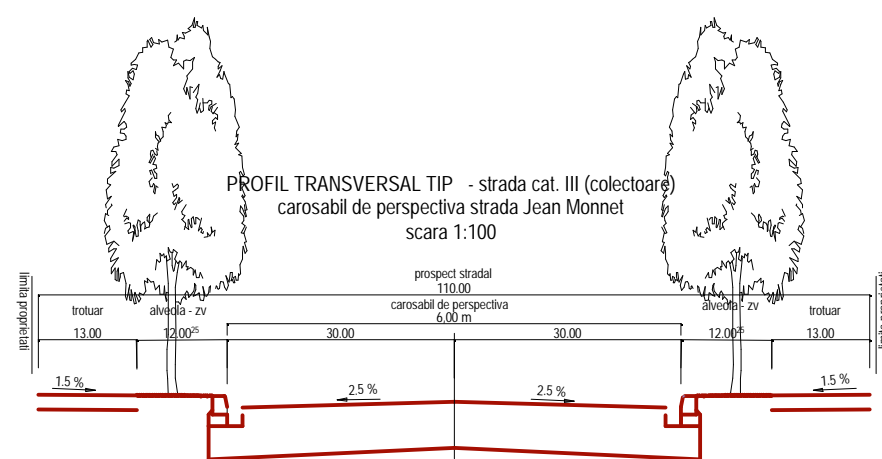 PROFIL TRANSVERSAL TIP - strada cat. III (colectoare)
carosabil de perspectiva strada Jean Monnet
scara 1:100
limita proprietati
prospect stradal
110.00
limita proprietati
trotuar
alveola - zv
carosabil de perspectiva
6,00 m
alveola - zv
trotuar
13.00
12.00²⁵
30.00
30.00
12.00²⁵
13.00
1.5 %
2.5 %
2.5 %
1.5 %